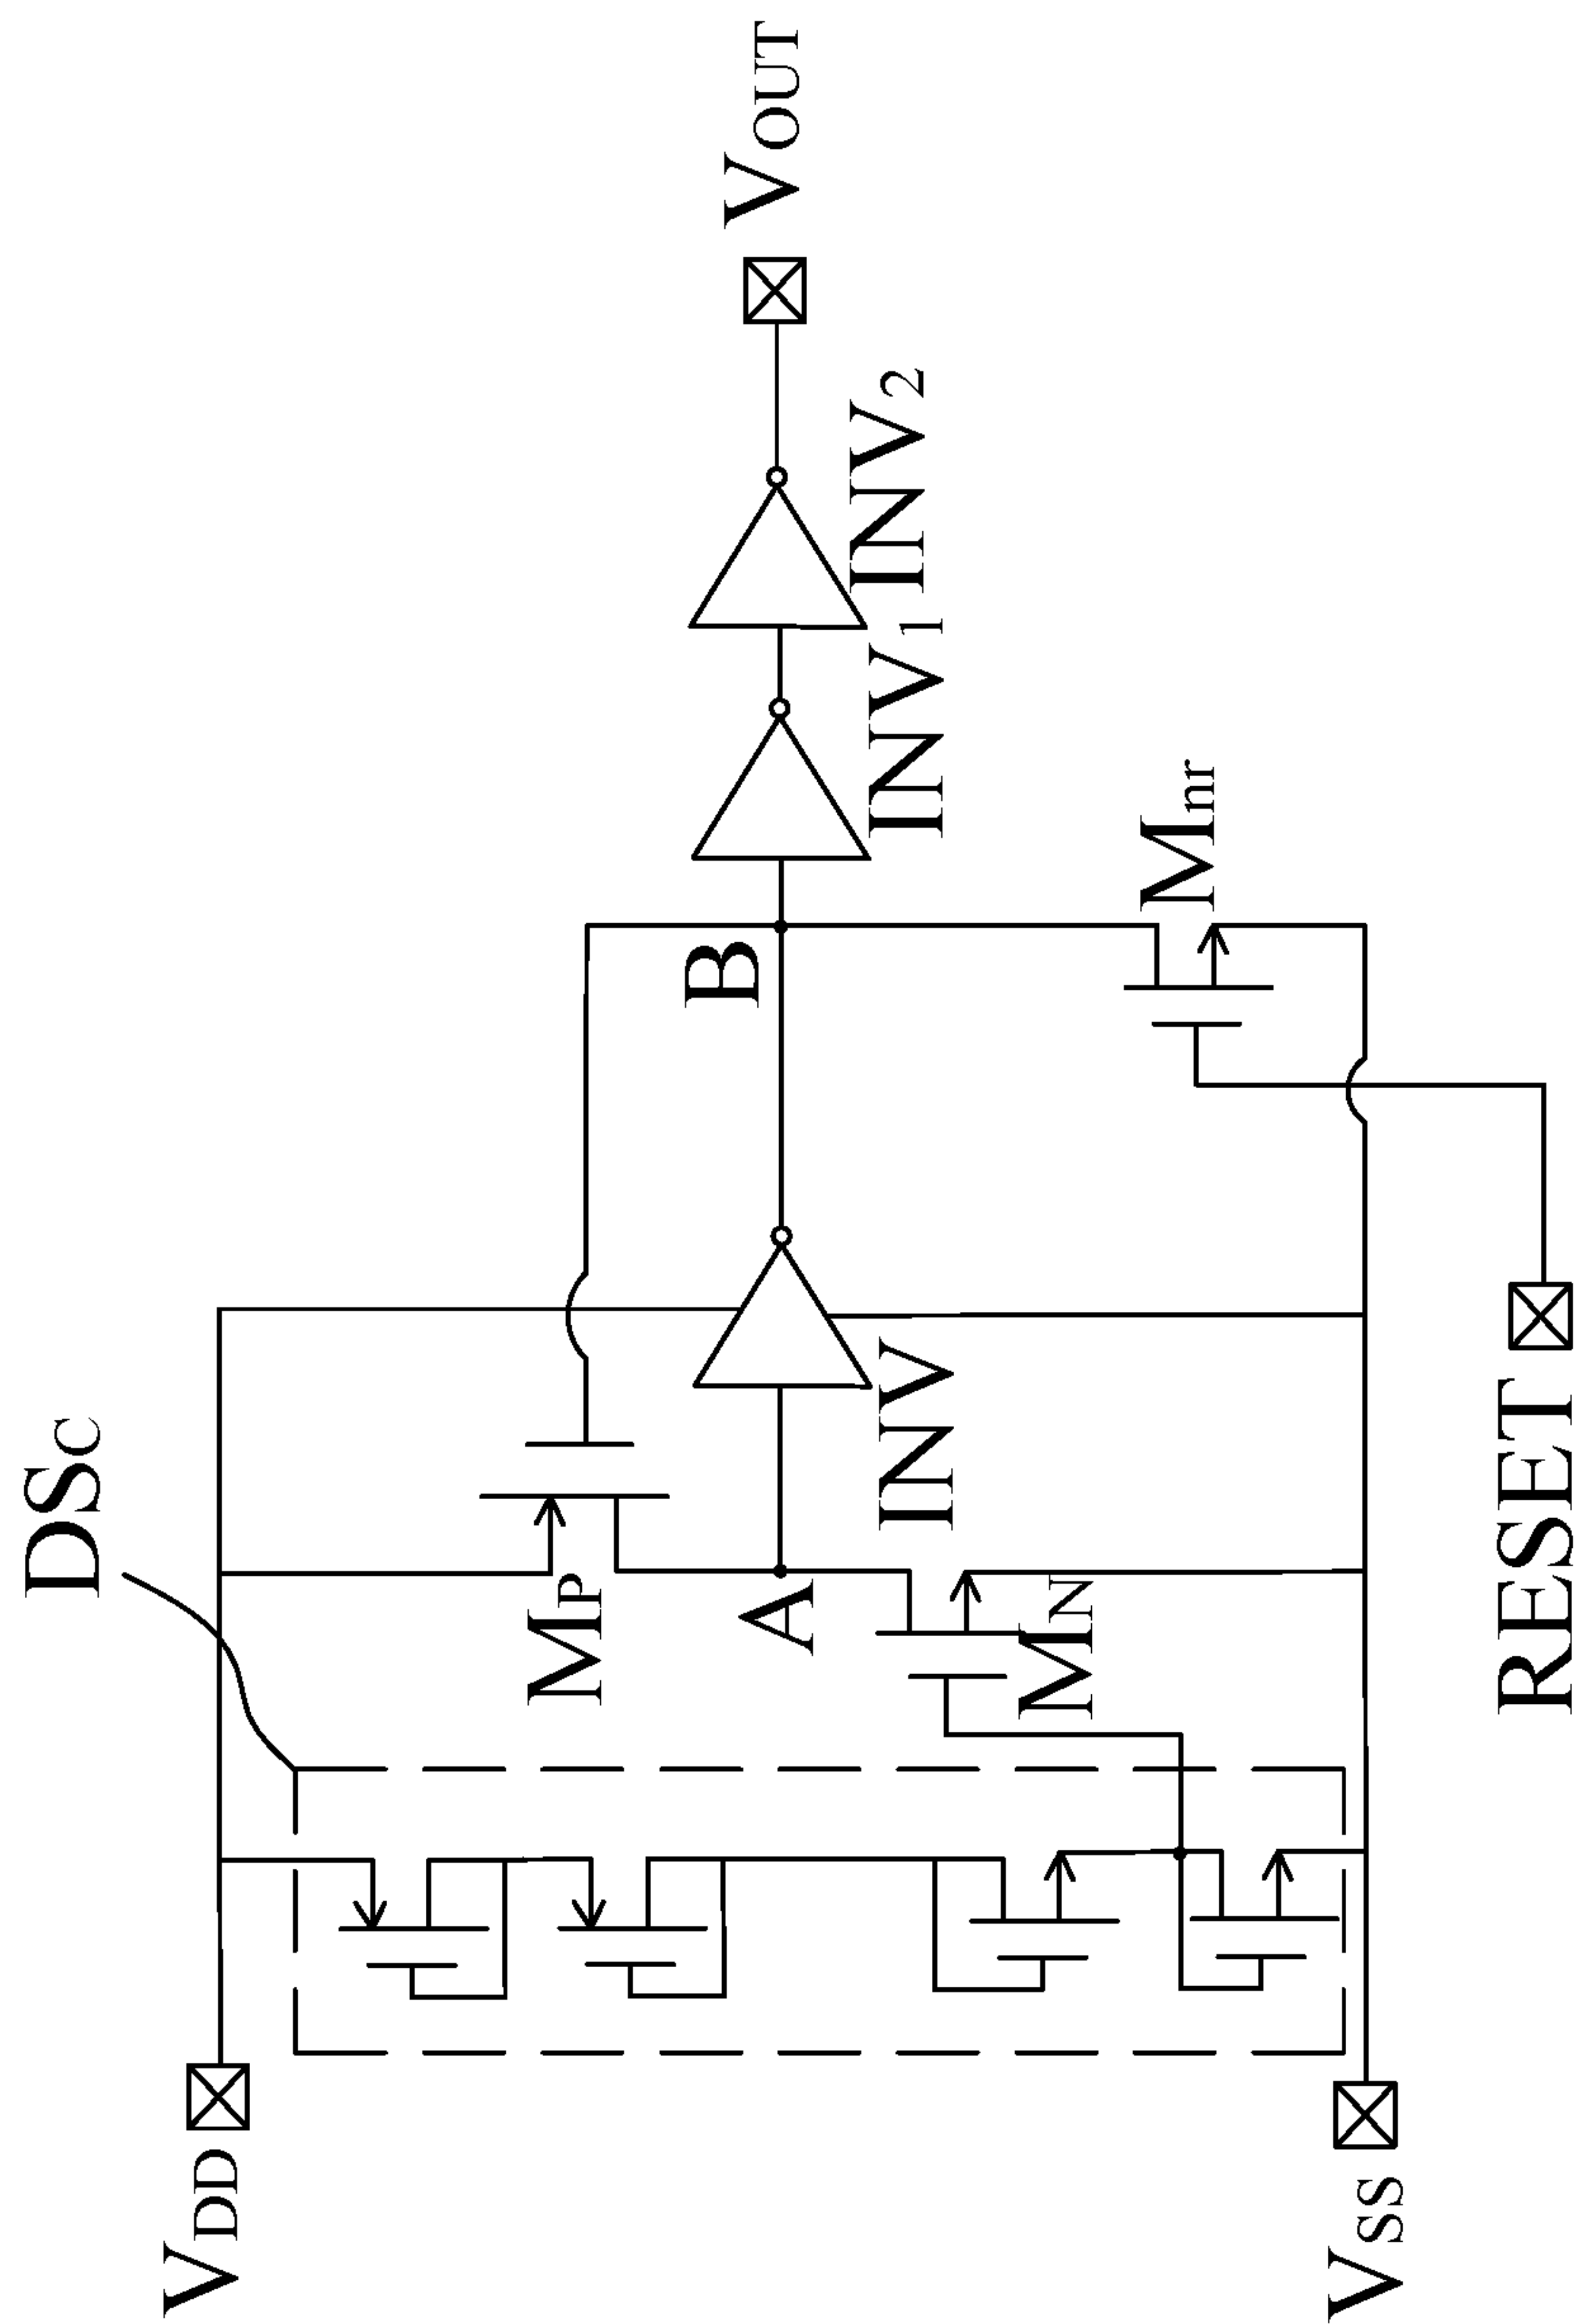 DSC
VDD
VOUT
MP
B
A
INV
INV1
INV2
MN
Mnr
VSS
RESET